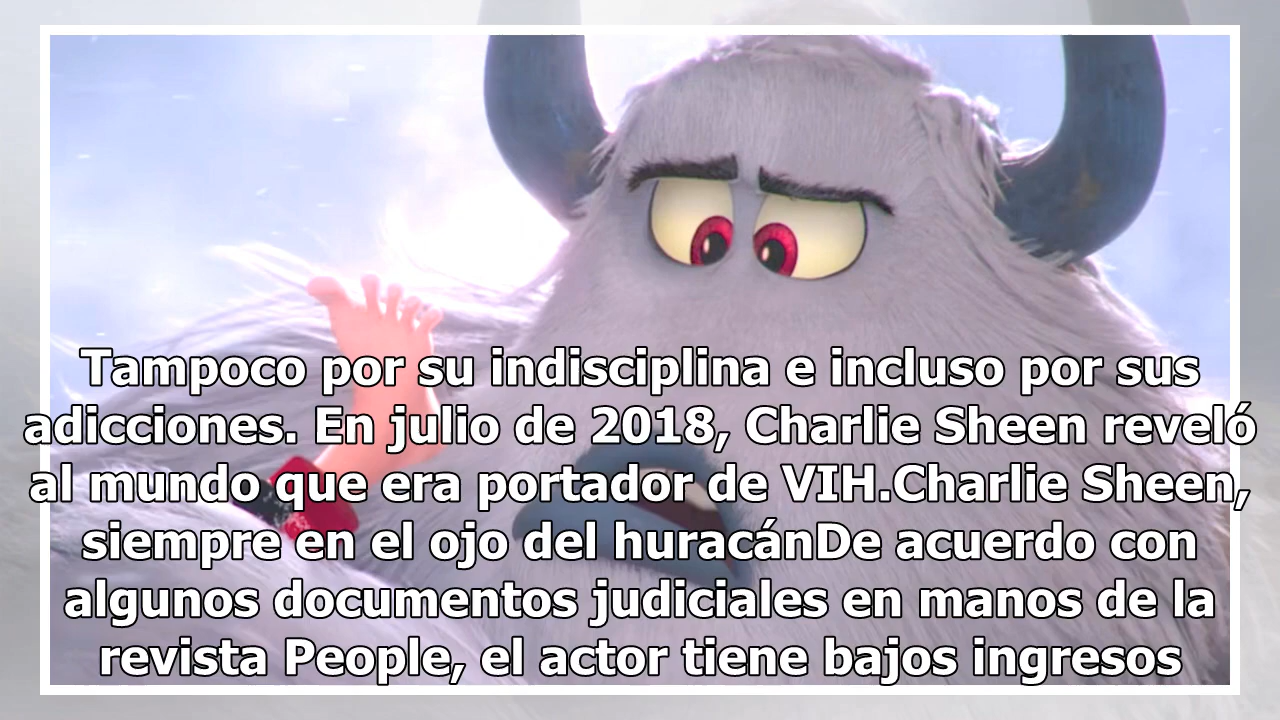 Tampoco por su indisciplina e incluso por sus
adicciones. En julio de 2018, Charlie Sheen reveló
al mundo que era portador de VIH.Charlie Sheen,
siempre en el ojo del huracánDe acuerdo con
algunos documentos judiciales en manos de la
revista People, el actor tiene bajos ingresos